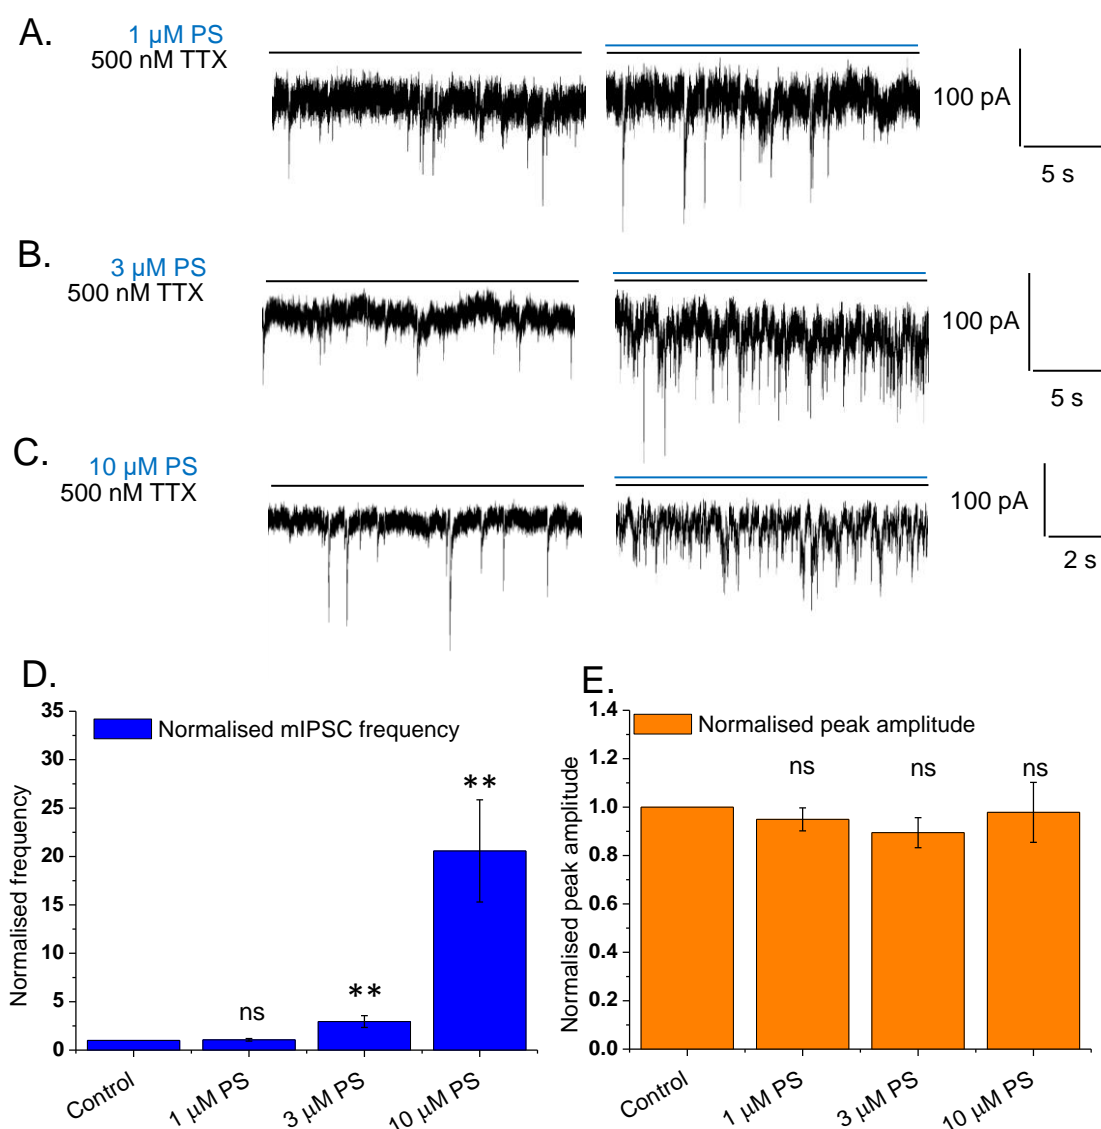 A.
1 µM PS
500 nM TTX
100 pA
5 s
B.
3 µM PS
500 nM TTX
100 pA
5 s
C.
10 µM PS
500 nM TTX
100 pA
2 s
D.
Normalised mIPSC frequency
Normalised frequency
35
30
25
20
15
10
5
0
ns
**
**
Control
1 µM PS
3 µM PS
10 µM PS
E.
Normalised peak amplitude
Normalised peak amplitude
1.4
1.2
1.0
0.8
0.6
0.4
0.2
0.0
ns
ns
ns
Control
1 µM PS
3 µM PS
10 µM PS